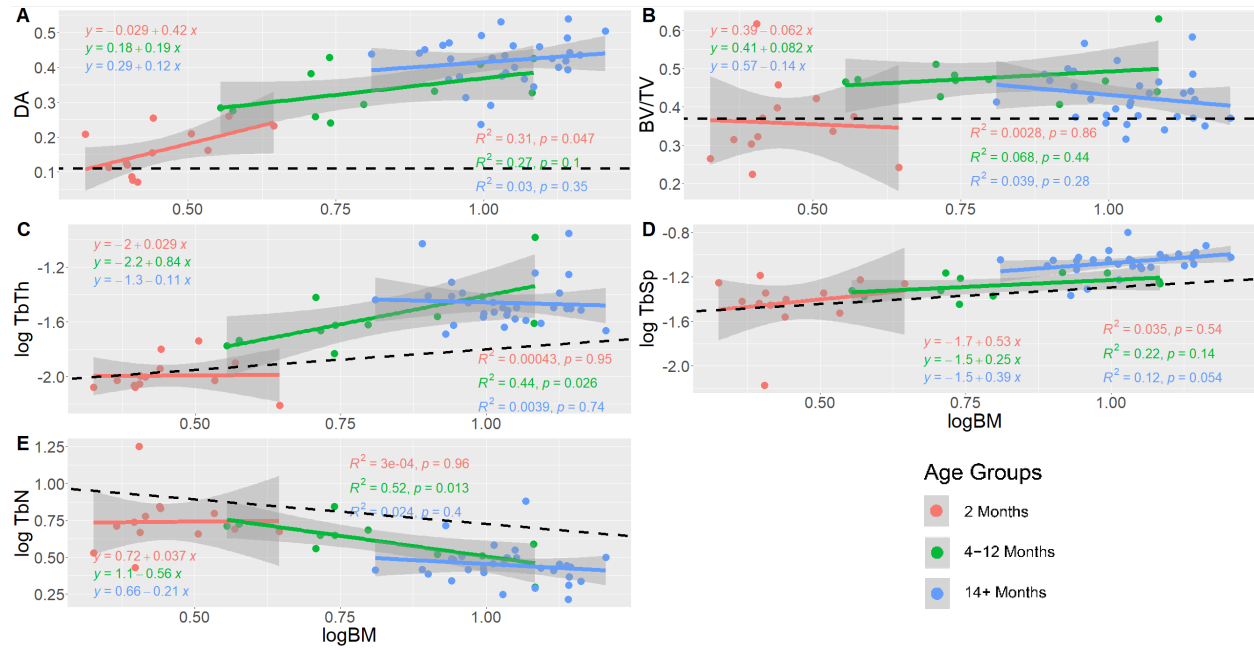 A
y = −0.029 + 0.42 x
y = 0.18 + 0.19 x
y = 0.29 + 0.12 x
0.5
0.4
0.3
0.2
0.1
DA
R² = 0.31, p = 0.047
R² = 0.27, p = 0.1
R² = 0.03, p = 0.35
0.50
0.75
1.00
B
y = 0.39 − 0.062 x
y = 0.41 + 0.082 x
y = 0.57 − 0.14 x
0.6
0.5
0.4
0.3
0.2
BV/TV
R² = 0.0028, p = 0.86
R² = 0.068, p = 0.44
R² = 0.039, p = 0.28
0.50
0.75
1.00
C
y = −2 + 0.029 x
y = −2.2 + 0.84 x
y = −1.3 − 0.11 x
-1.2
-1.6
-2.0
log TbTh
R² = 0.00043, p = 0.95
R² = 0.44, p = 0.026
R² = 0.0039, p = 0.74
0.50
0.75
1.00
D
-0.8
-1.2
-1.6
-2.0
log TbSp
y = −1.7 + 0.53 x
y = −1.5 + 0.25 x
y = −1.5 + 0.39 x
R² = 0.035, p = 0.54
R² = 0.22, p = 0.14
R² = 0.12, p = 0.054
0.50
0.75
1.00
logBM
E
1.25
1.00
0.75
0.50
0.25
log TbN
R² = 3e-04, p = 0.96
R² = 0.52, p = 0.013
R² = 0.024, p = 0.4
y = 0.72 + 0.037 x
y = 1.1 − 0.56 x
y = 0.66 − 0.21 x
0.50
0.75
1.00
logBM
Age Groups
2 Months
4−12 Months
14+ Months